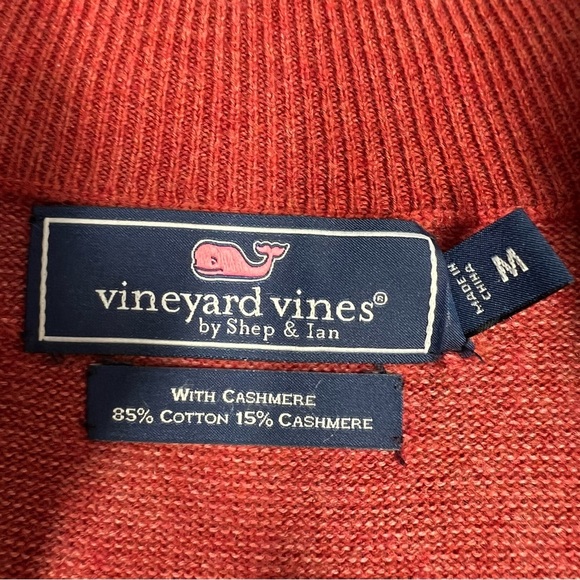 vineyard vines®
by Shep & Ian
M
MADE IN
CHINA
WITH CASHMERE
85% COTTON 15% CASHMERE